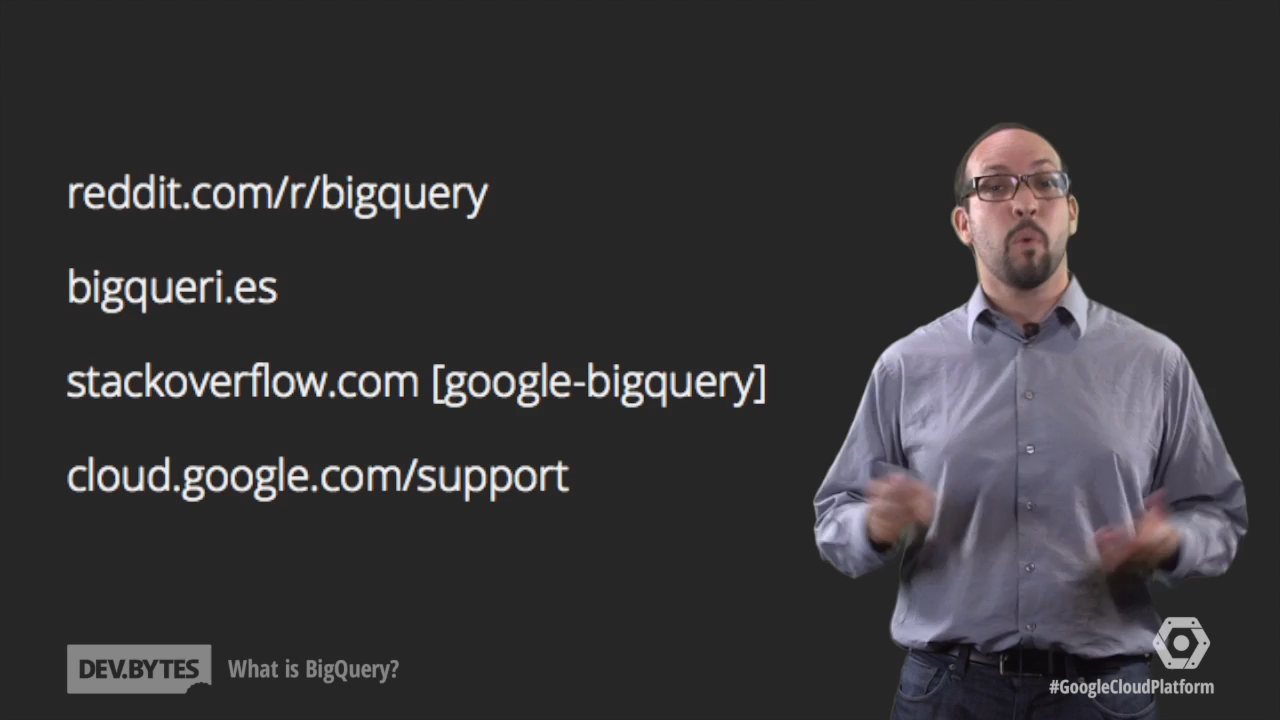 reddit.com/r/bigquery
bigqueri.es
stackoverflow.com [google-bigquery]
cloud.google.com/support
DEV.BYTES What is BigQuery?
#GoogleCloudPlatform